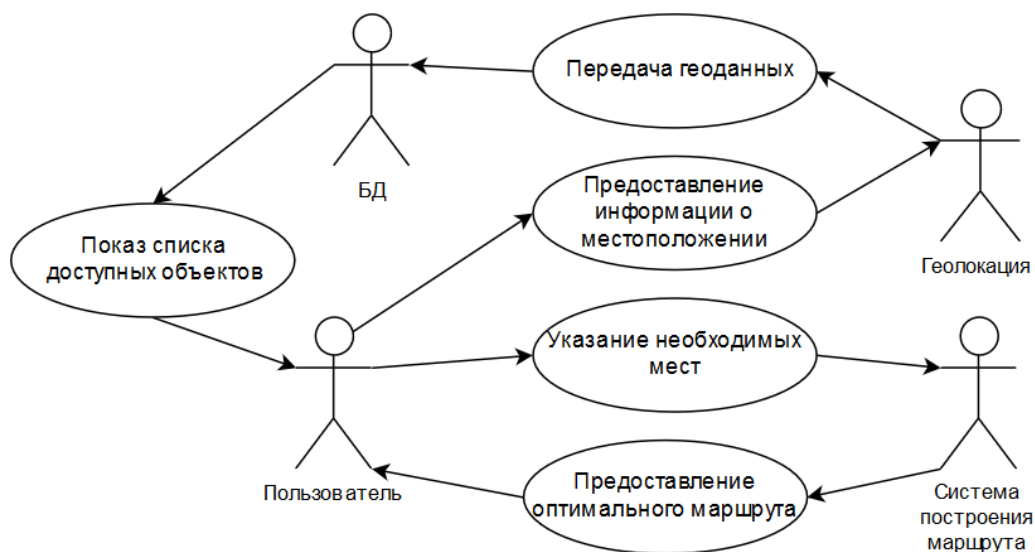 Передача геоданных
БД
Предоставление
информации о
местоположении
Геолокация
Показ списка
доступных объектов
Указание необходимых
мест
Пользователь
Предоставление
оптимального маршрута
Система
построения
маршрута